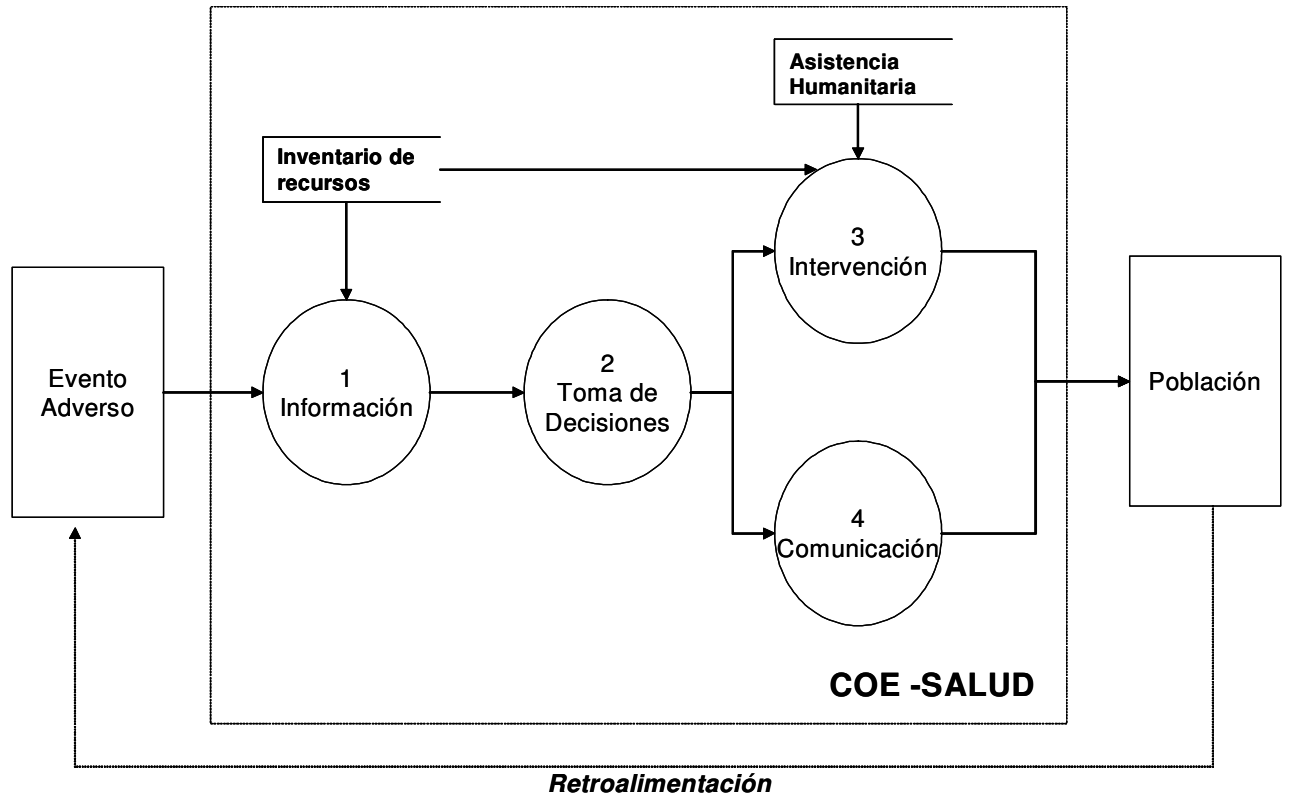 Asistencia
Humanitaria
Inventario de
recursos
3
Intervención
Evento
Adverso
1
Información
2
Toma de
Decisiones
Población
4
Comunicación
COE -SALUD
Retroalimentación